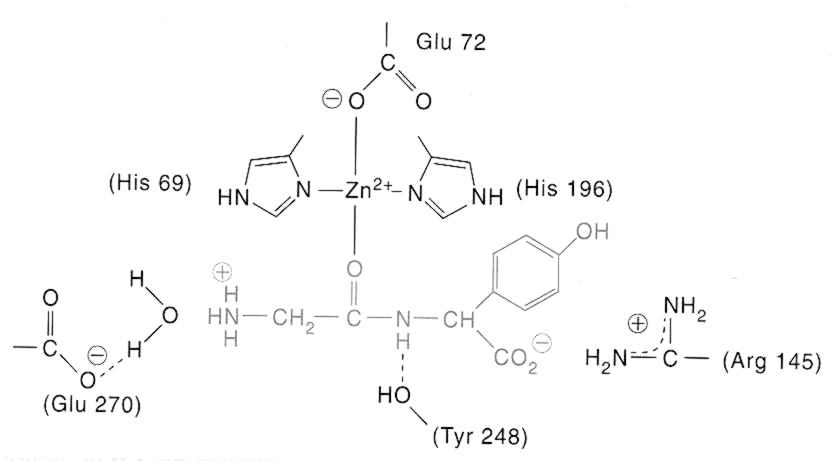 Glu 72
C
⊖ O O
(His 69) HN N Zn²⁺ N NH (His 196)
OH
O
⊕
H
H
NH₂
O
O
HN CH₂ C N CH
H
H
⊕
C ⊖
H
CO₂ ⊖
H₂N C (Arg 145)
O
(Glu 270)
HO
(Tyr 248)